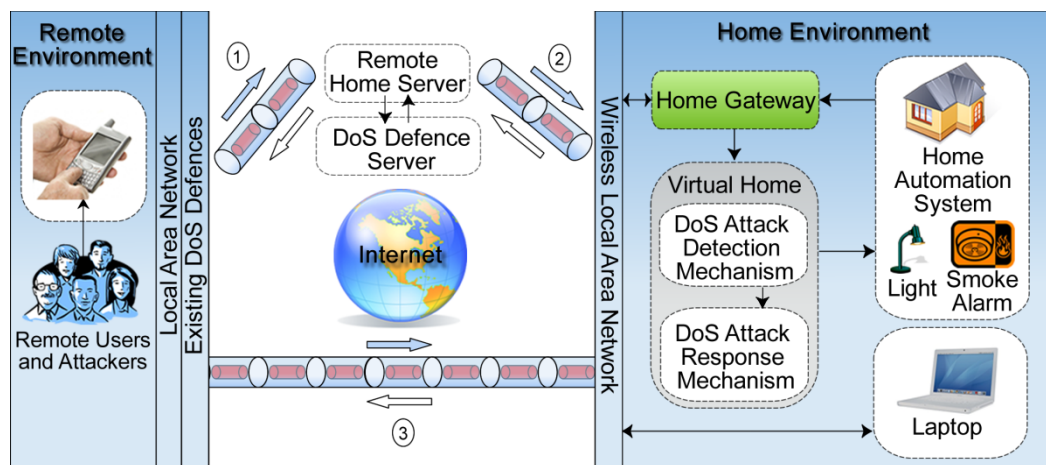 Remote
Environment
Remote Users
and Attackers
Local Area Network
Existing DoS Defences
1
Remote
Home Server
DoS Defence
Server
2
Internet
3
Wireless Local Area Network
Home Environment
Home Gateway
Virtual Home
DoS Attack
Detection
Mechanism
DoS Attack
Response
Mechanism
Home
Automation
System
Light
Smoke
Alarm
Laptop